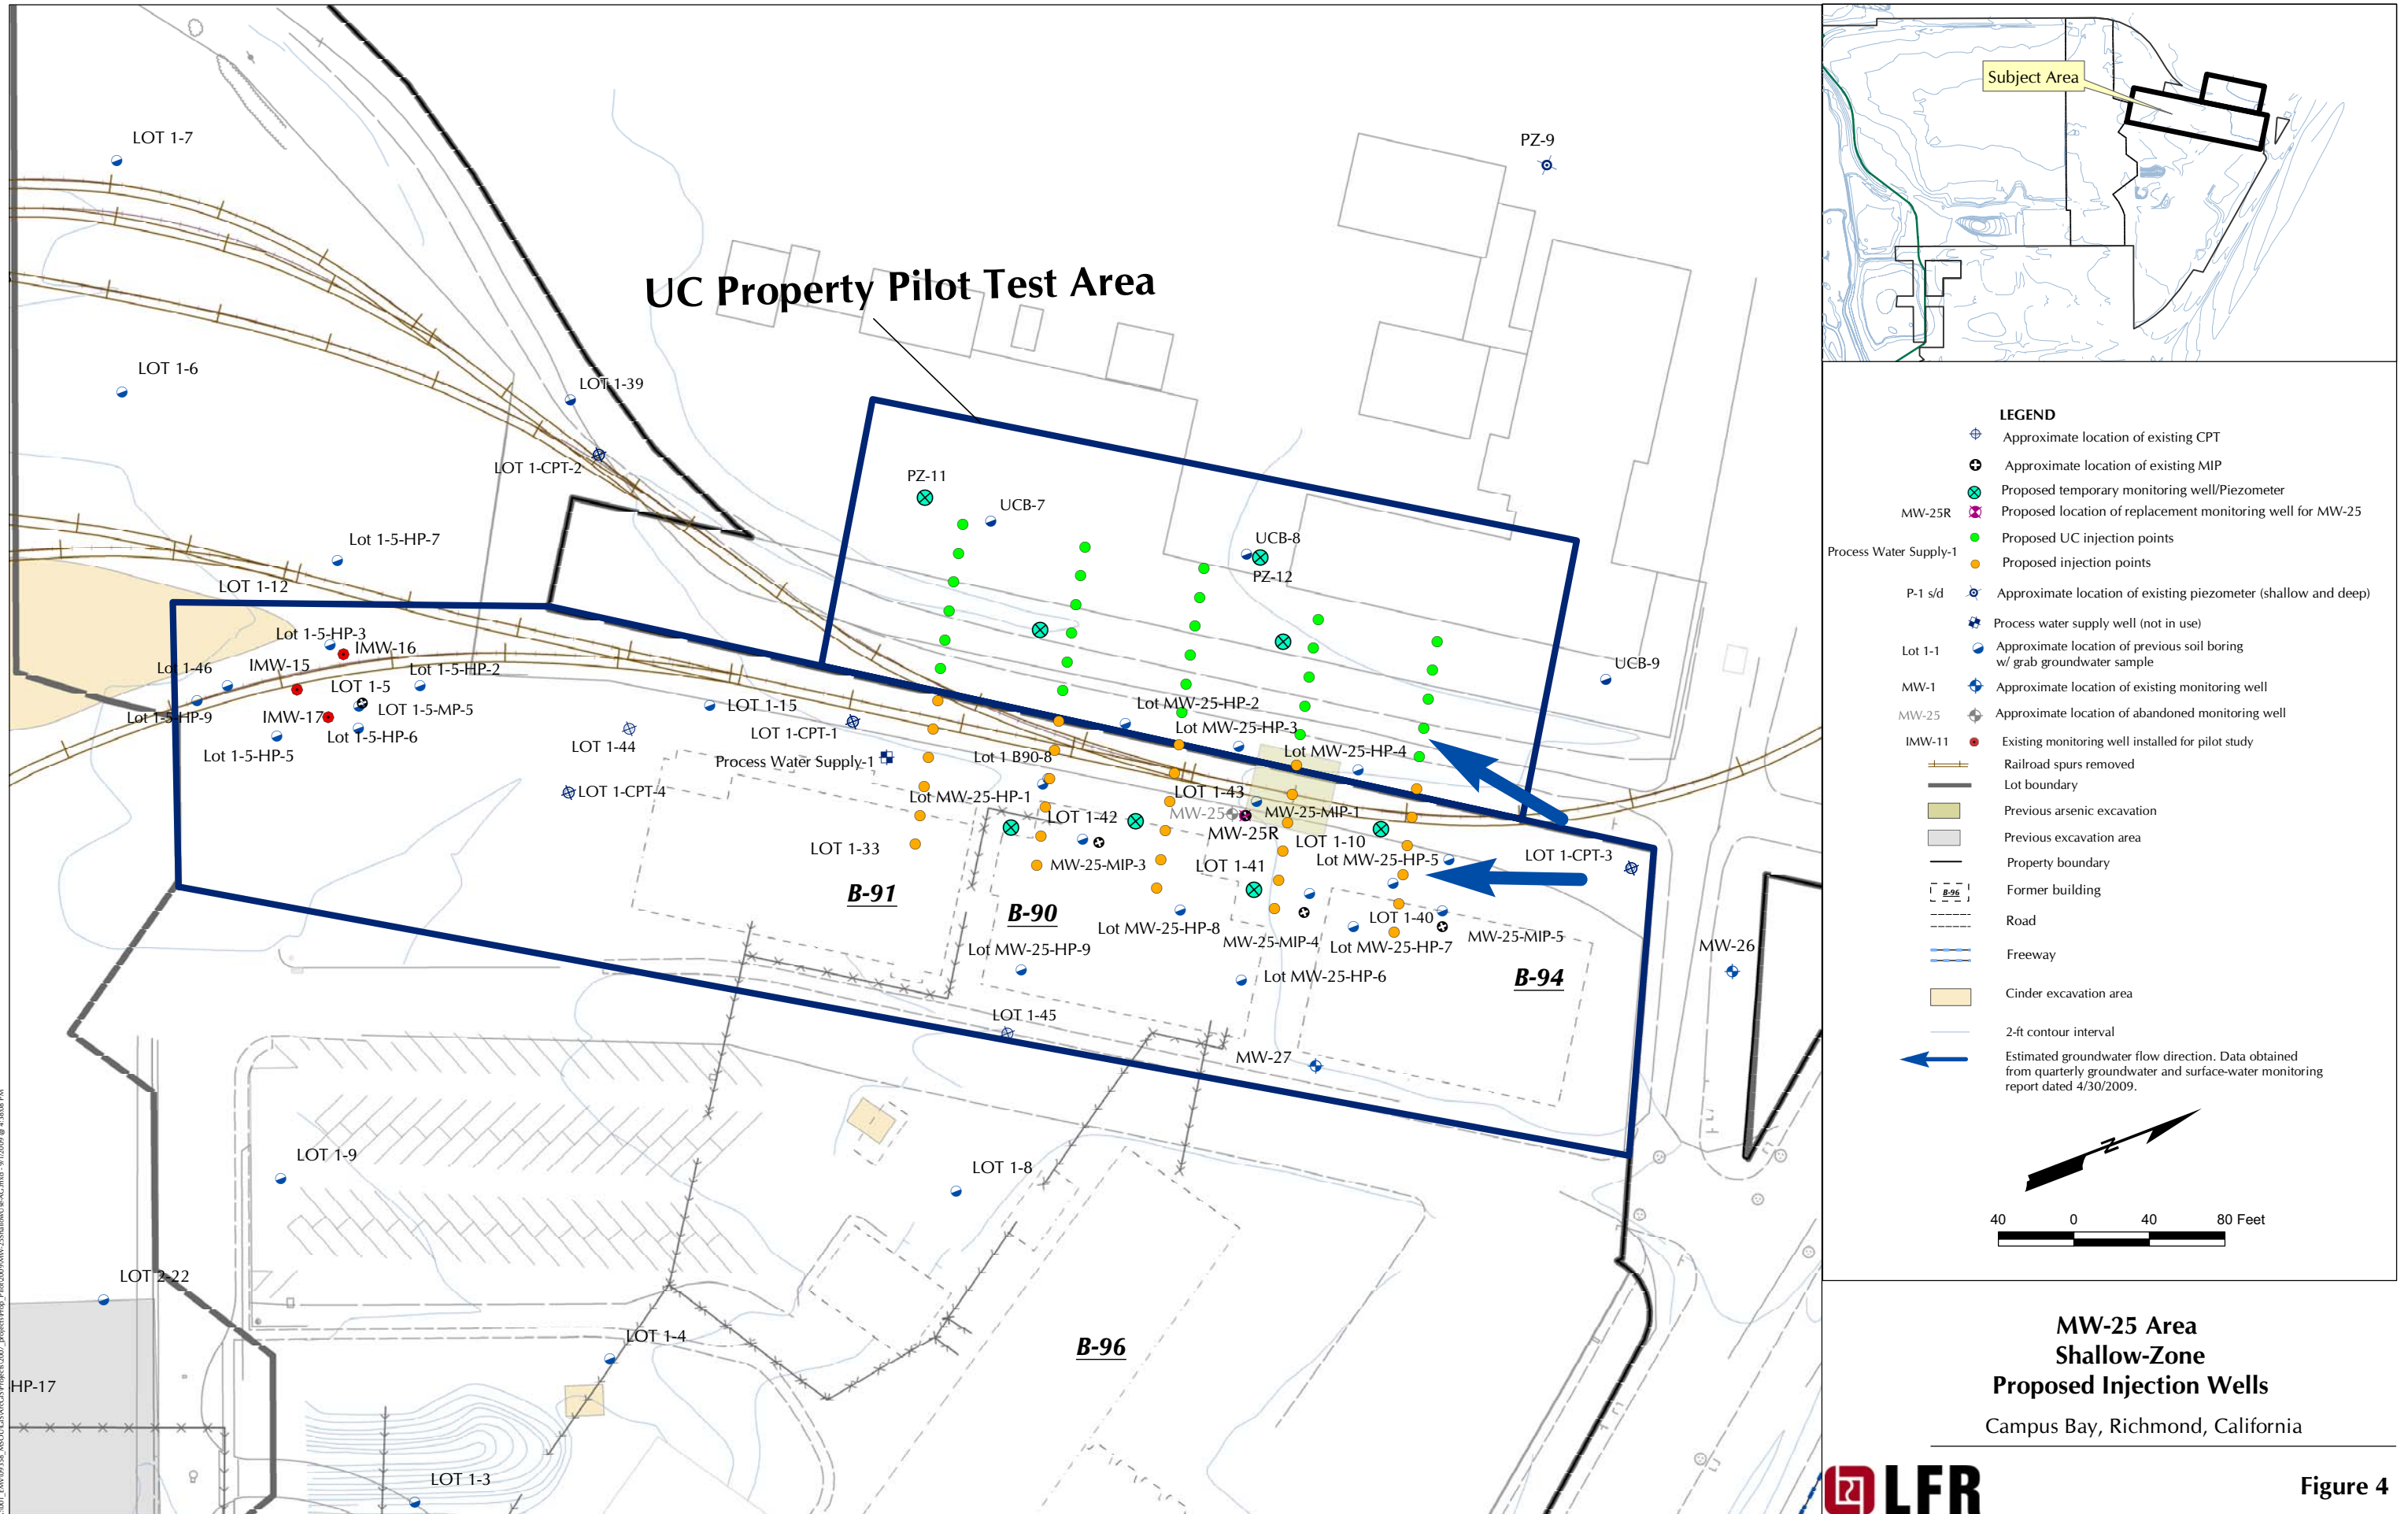 LOT 1-7
PZ-9
Subject Area
UC Property Pilot Test Area
LOT 1-6
LOT 1-39
LOT 1-CPT-2
PZ-11
UCB-7
UCB-8
PZ-12
Lot 1-5-HP-7
LOT 1-12
Lot 1-5-HP-3
IMW-16
Lot 1-46
IMW-15
Lot 1-5-HP-2
LOT 1-5
LOT 1-5-MP-5
Lot 1-5-HP-9
IMW-17
Lot 1-5-HP-6
Lot 1-5-HP-5
UCB-9
LOT 1-15
LOT 1-CPT-1
LOT 1-44
Process Water Supply-1
LOT 1-CPT-4
Lot MW-25-HP-2
Lot MW-25-HP-3
Lot MW-25-HP-4
Lot 1 B90-8
Lot MW-25-HP-1
LOT 1-43
MW-25
MW-25-MIP-1
MW-25R
LOT 1-42
LOT 1-33
MW-25-MIP-3
LOT 1-10
Lot MW-25-HP-5
LOT 1-41
LOT 1-CPT-3
B-91
B-90
Lot MW-25-HP-8
LOT 1-40
MW-25-MIP-4
Lot MW-25-HP-7
MW-25-MIP-5
Lot MW-25-HP-9
Lot MW-25-HP-6
B-94
MW-26
LOT 1-45
MW-27
LOT 1-9
LOT 1-8
LOT 2-22
LOT 1-4
B-96
HP-17
LOT 1-3
LEGEND
Approximate location of existing CPT
Approximate location of existing MIP
Proposed temporary monitoring well/Piezometer
MW-25R Proposed location of replacement monitoring well for MW-25
Proposed UC injection points
Process Water Supply-1
Proposed injection points
P-1 s/d Approximate location of existing piezometer (shallow and deep)
Process water supply well (not in use)
Lot 1-1 Approximate location of previous soil boring
w/ grab groundwater sample
MW-1 Approximate location of existing monitoring well
MW-25 Approximate location of abandoned monitoring well
IMW-11 Existing monitoring well installed for pilot study
Railroad spurs removed
Lot boundary
Previous arsenic excavation
Previous excavation area
Property boundary
B-96 Former building
Road
Freeway
Cinder excavation area
2-ft contour interval
Estimated groundwater flow direction. Data obtained
from quarterly groundwater and surface-water monitoring
report dated 4/30/2009.
N
40 0 40 80 Feet
MW-25 Area
Shallow-Zone
Proposed Injection Wells
Campus Bay, Richmond, California
LFR
Figure 4